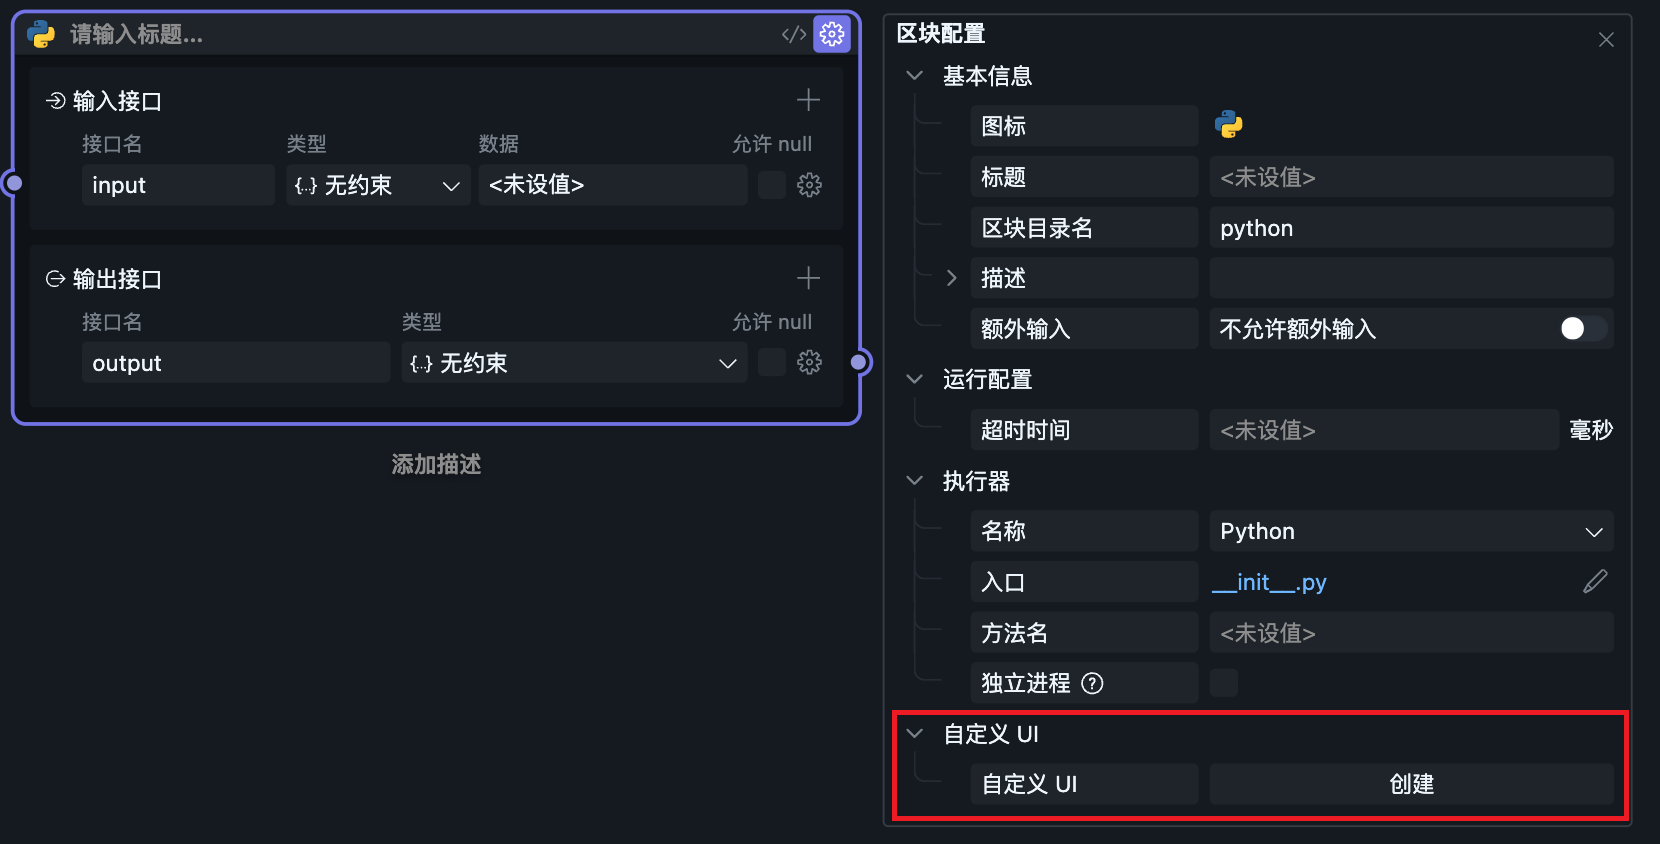 请输入标题...
</>
输入接口
接口名 类型 数据 允许 null
input {..} 无约束 <未设值>
输出接口
接口名 类型 允许 null
output {..} 无约束
添加描述
区块配置
基本信息
图标
标题 <未设值>
区块目录名 python
描述
额外输入 不允许额外输入
运行配置
超时时间 <未设值> 毫秒
执行器
名称 Python
入口 __init__.py
方法名 <未设值>
独立进程 ?
自定义 UI
自定义 UI 创建